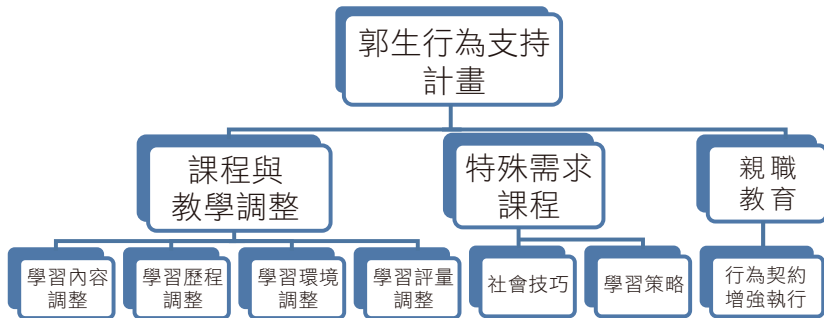 郭生行為支持
計畫
課程與
教學調整
特殊需求
課程
親職
教育
學習內容
調整
學習歷程
調整
學習環境
調整
學習評量
調整
社會技巧
學習策略
行為契約
增強執行